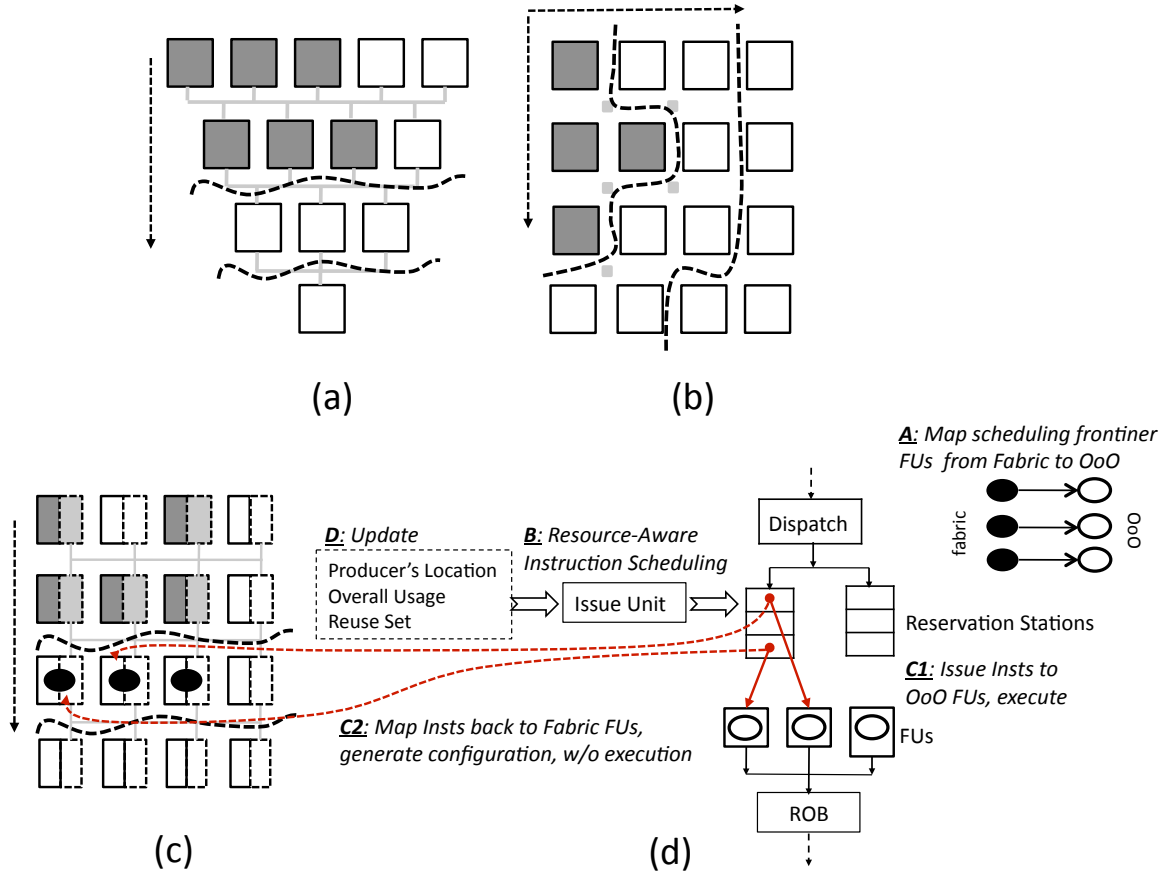 (a)
(b)
A: Map scheduling frontiner
FUs from Fabric to OoO
fabric
OoO
Dispatch
D: Update
Producer's Location
Overall Usage
Reuse Set
B: Resource-Aware
Instruction Scheduling
Issue Unit
Reservation Stations
C1: Issue Insts to
OoO FUs, execute
C2: Map Insts back to Fabric FUs,
generate configuration, w/o execution
FUs
ROB
(c)
(d)